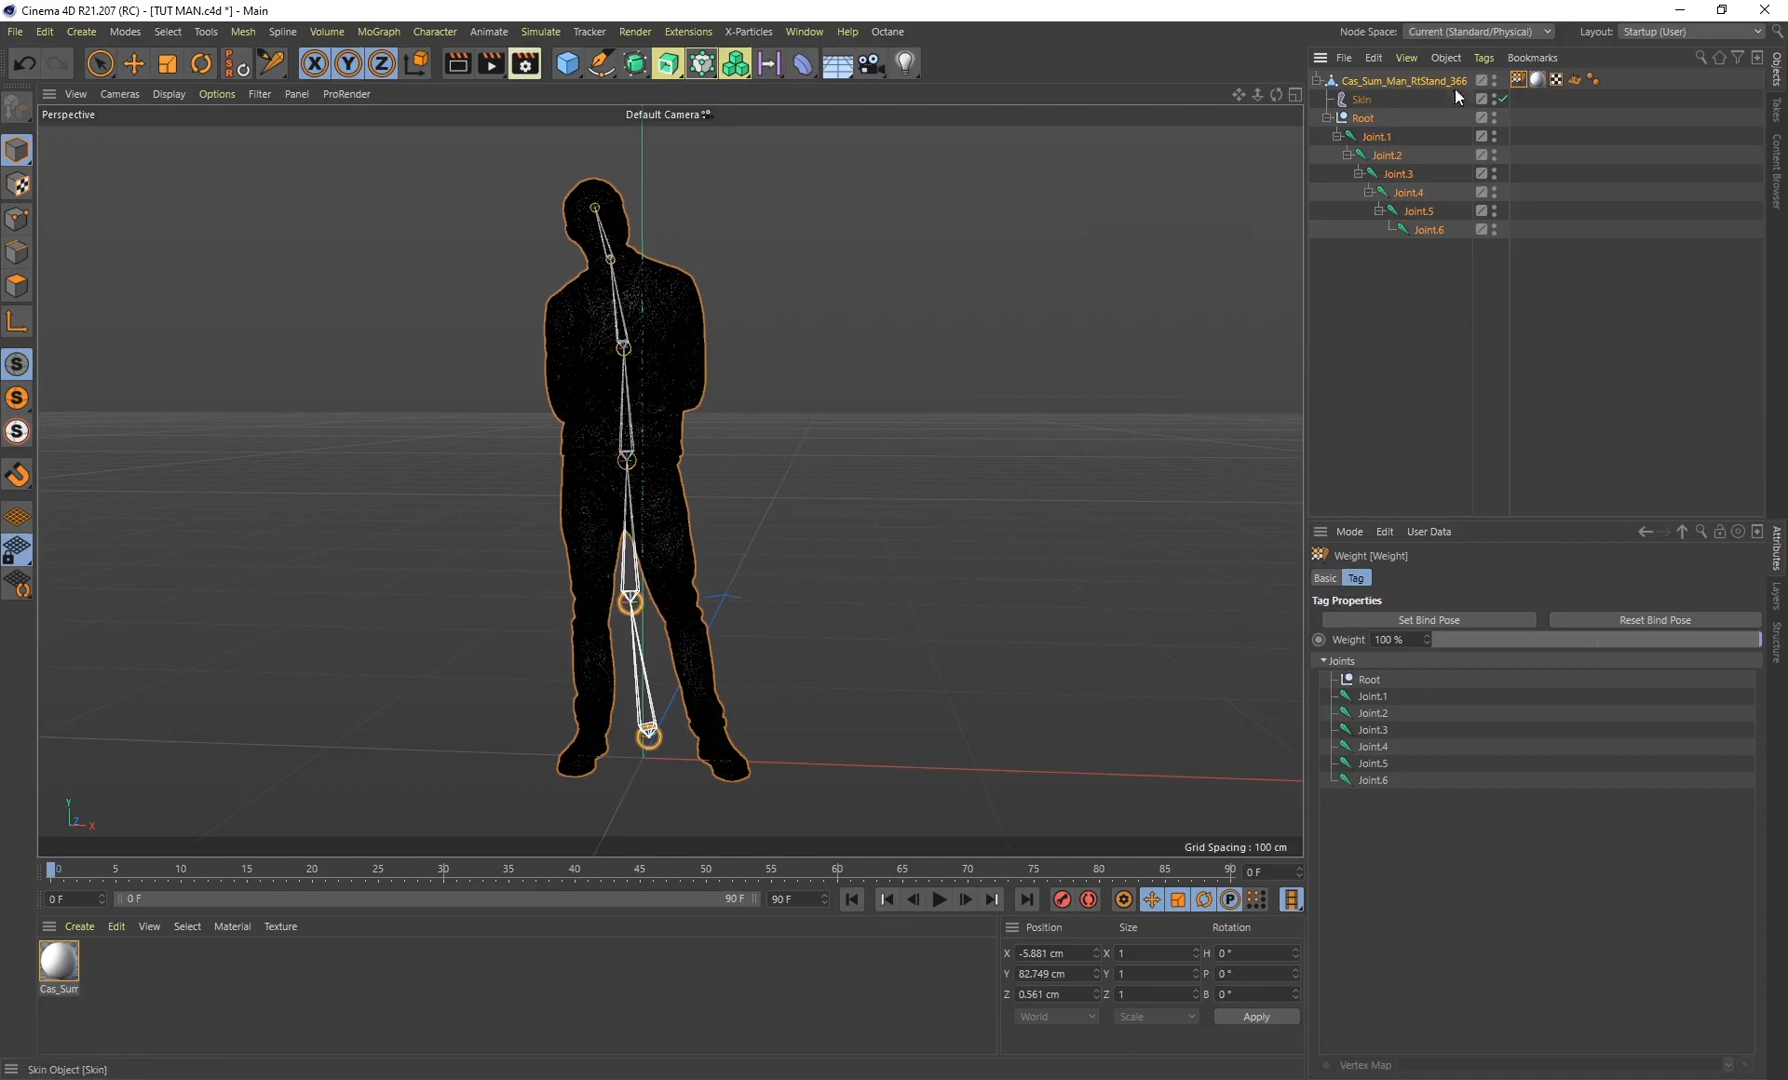 Cinema 4D R21.207 (RC) - [TUT MAN.c4d *] - Main
File Edit Create Modes Select Tools Mesh Spline Volume MoGraph Character Animate Simulate Tracker Render Extensions X-Particles Window Help Octane
Node Space: Current (Standard/Physical) Layout: Startup (User)
X Y Z
PSR
File Edit View Object Tags Bookmarks
View Cameras Display Options Filter Panel ProRender
Perspective
Default Camera
Cas_Sum_Man_RtStand_366
Skin
Root
Joint.1
Joint.2
Joint.3
Joint.4
Joint.5
Joint.6
Objects
Takes
Content Browser
Mode Edit User Data
Weight [Weight]
Basic Tag
Tag Properties
Set Bind Pose Reset Bind Pose
Weight 100 %
Joints
Root
Joint.1
Joint.2
Joint.3
Joint.4
Joint.5
Joint.6
Attributes
Layers
Structure
S
S
S
Y
Z X
Grid Spacing : 100 cm
0 5 10 15 20 25 30 35 40 45 50 55 60 65 70 75 80 85 90 0 F
0 F 0 F 90 F 90 F
P
Create Edit View Select Material Texture
Cas_Sum
Position Size Rotation
X -5.881 cm X 1 H 0°
Y 82.749 cm Y 1 P 0°
Z 0.561 cm Z 1 B 0°
World Scale Apply
Vertex Map
Skin Object [Skin]